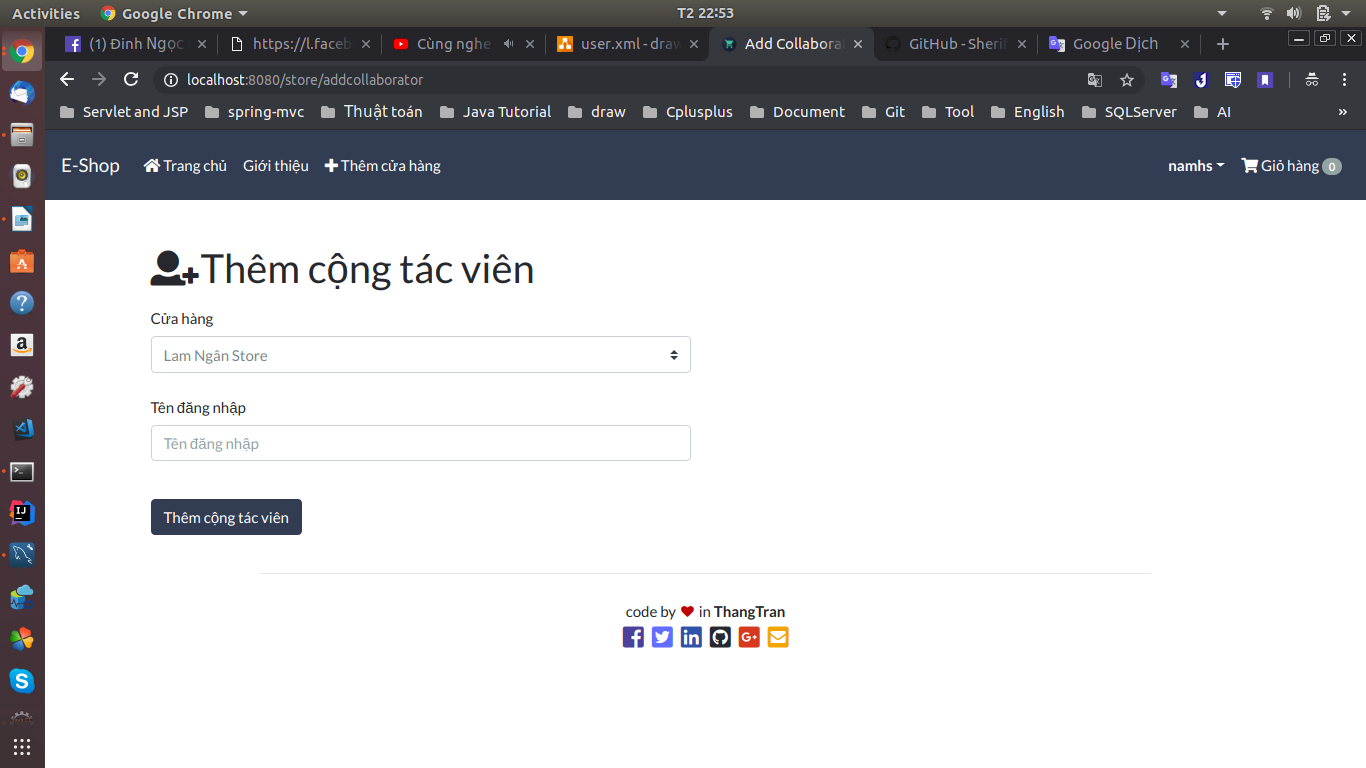 Activities Google Chrome T2 22:53
(1) Đinh Ngọc https://l.faceb Cùng nghe user.xml - draw Add Collabora GitHub - Sherif Google Dịch
localhost:8080/store/addcollaborator
Servlet and JSP spring-mvc Thuật toán Java Tutorial draw Cplusplus Document Git Tool English SQLServer AI »
E-Shop Trang chủ Giới thiệu Thêm cửa hàng namhs Giỏ hàng 0
Thêm cộng tác viên
Cửa hàng
Lam Ngân Store
Tên đăng nhập
Tên đăng nhập
Thêm cộng tác viên
code by in ThangTran